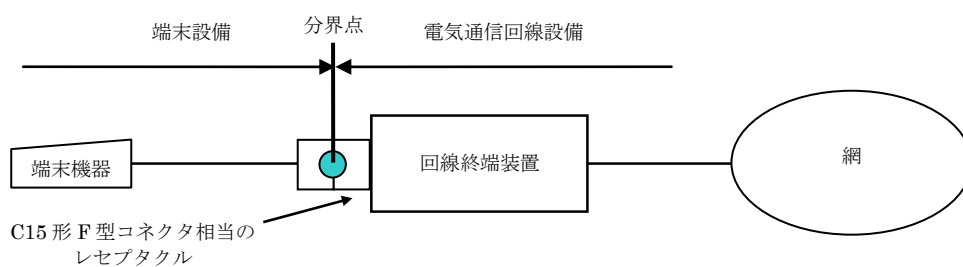 端末設備
分界点
電気通信回線設備
端末機器
回線終端装置
網
C15 形 F 型コネクタ相当の
レセプタクル